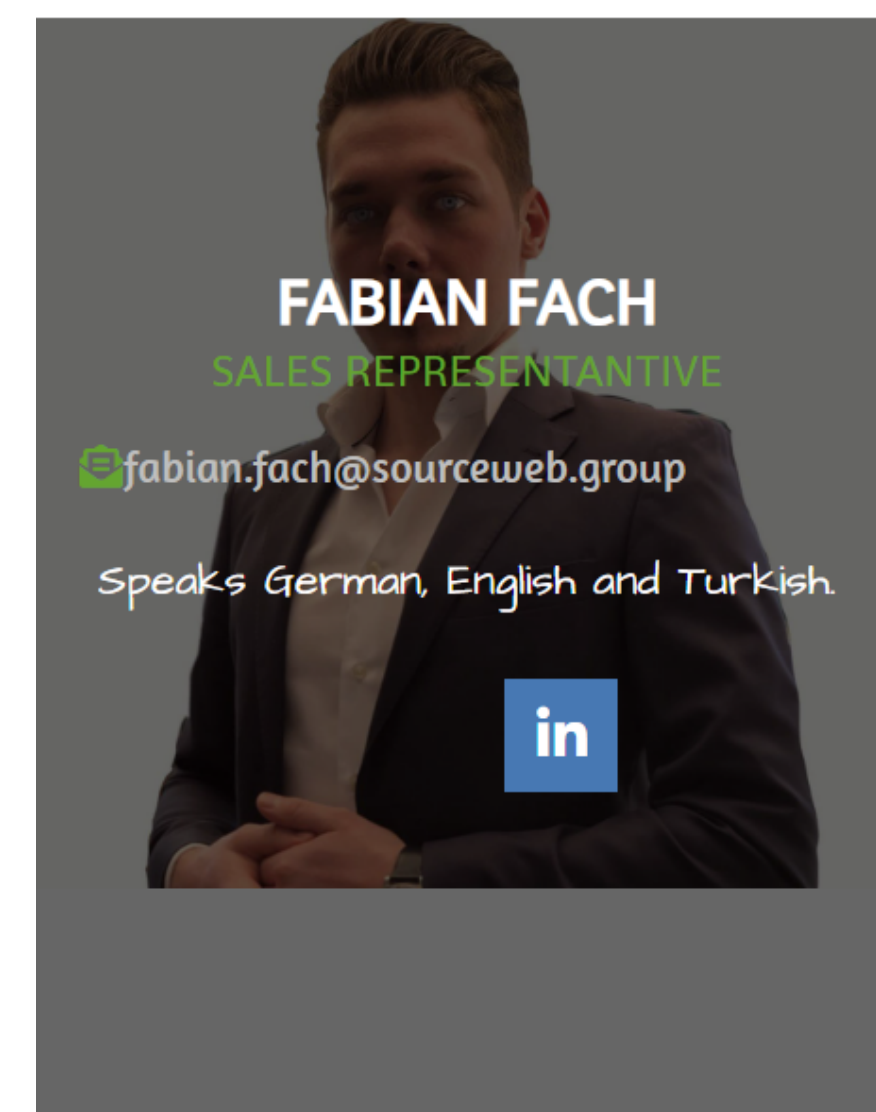 FABIAN FACH
SALES REPRESENTANTIVE
fabian.fach@sourceweb.group
Speaks German, English and Turkish.
in